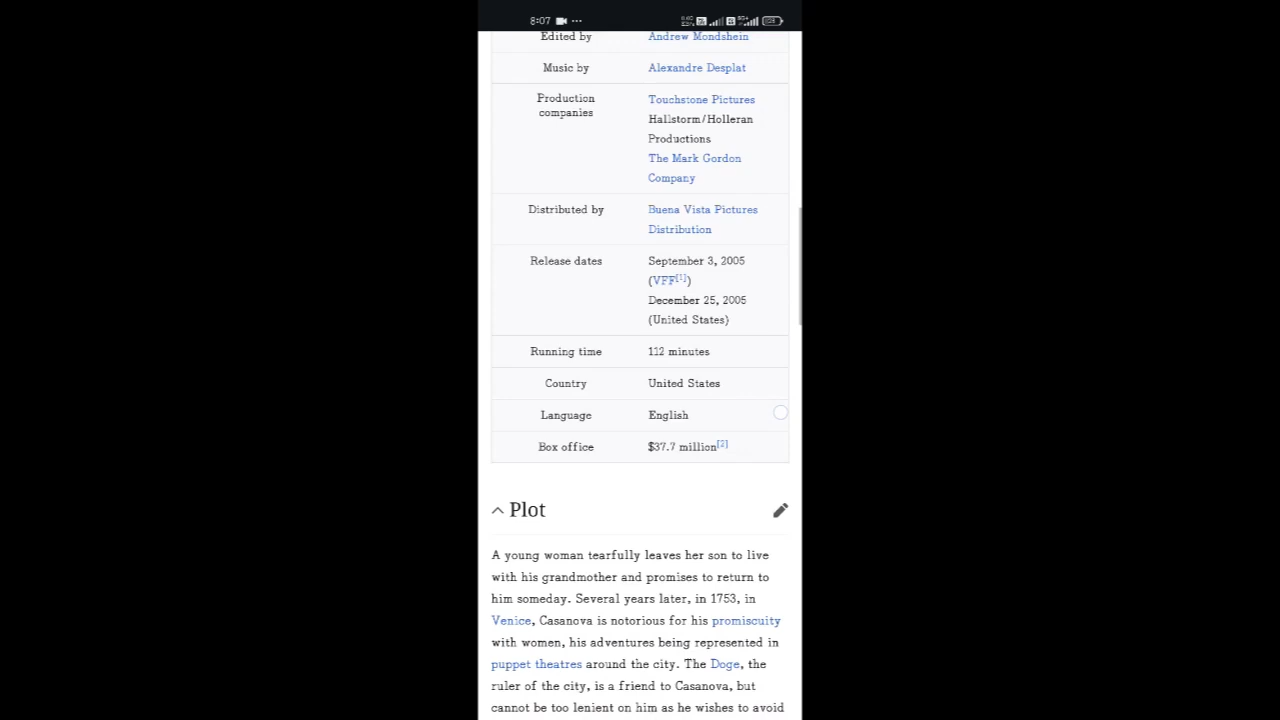 8:07
Edited by Andrew Mondshein
Music by Alexandre Desplat
Production companies
Touchstone Pictures
Hallstorm/Holleran
Productions
The Mark Gordon
Company
Distributed by Buena Vista Pictures
Distribution
Release dates September 3, 2005
(VFF[1])
December 25, 2005
(United States)
Running time 112 minutes
Country United States
Language English
Box office $37.7 million[2]
Plot
A young woman tearfully leaves her son to live
with his grandmother and promises to return to
him someday. Several years later, in 1753, in
Venice, Casanova is notorious for his promiscuity
with women, his adventures being represented in
puppet theatres around the city. The Doge, the
ruler of the city, is a friend to Casanova, but
cannot be too lenient on him as he wishes to avoid